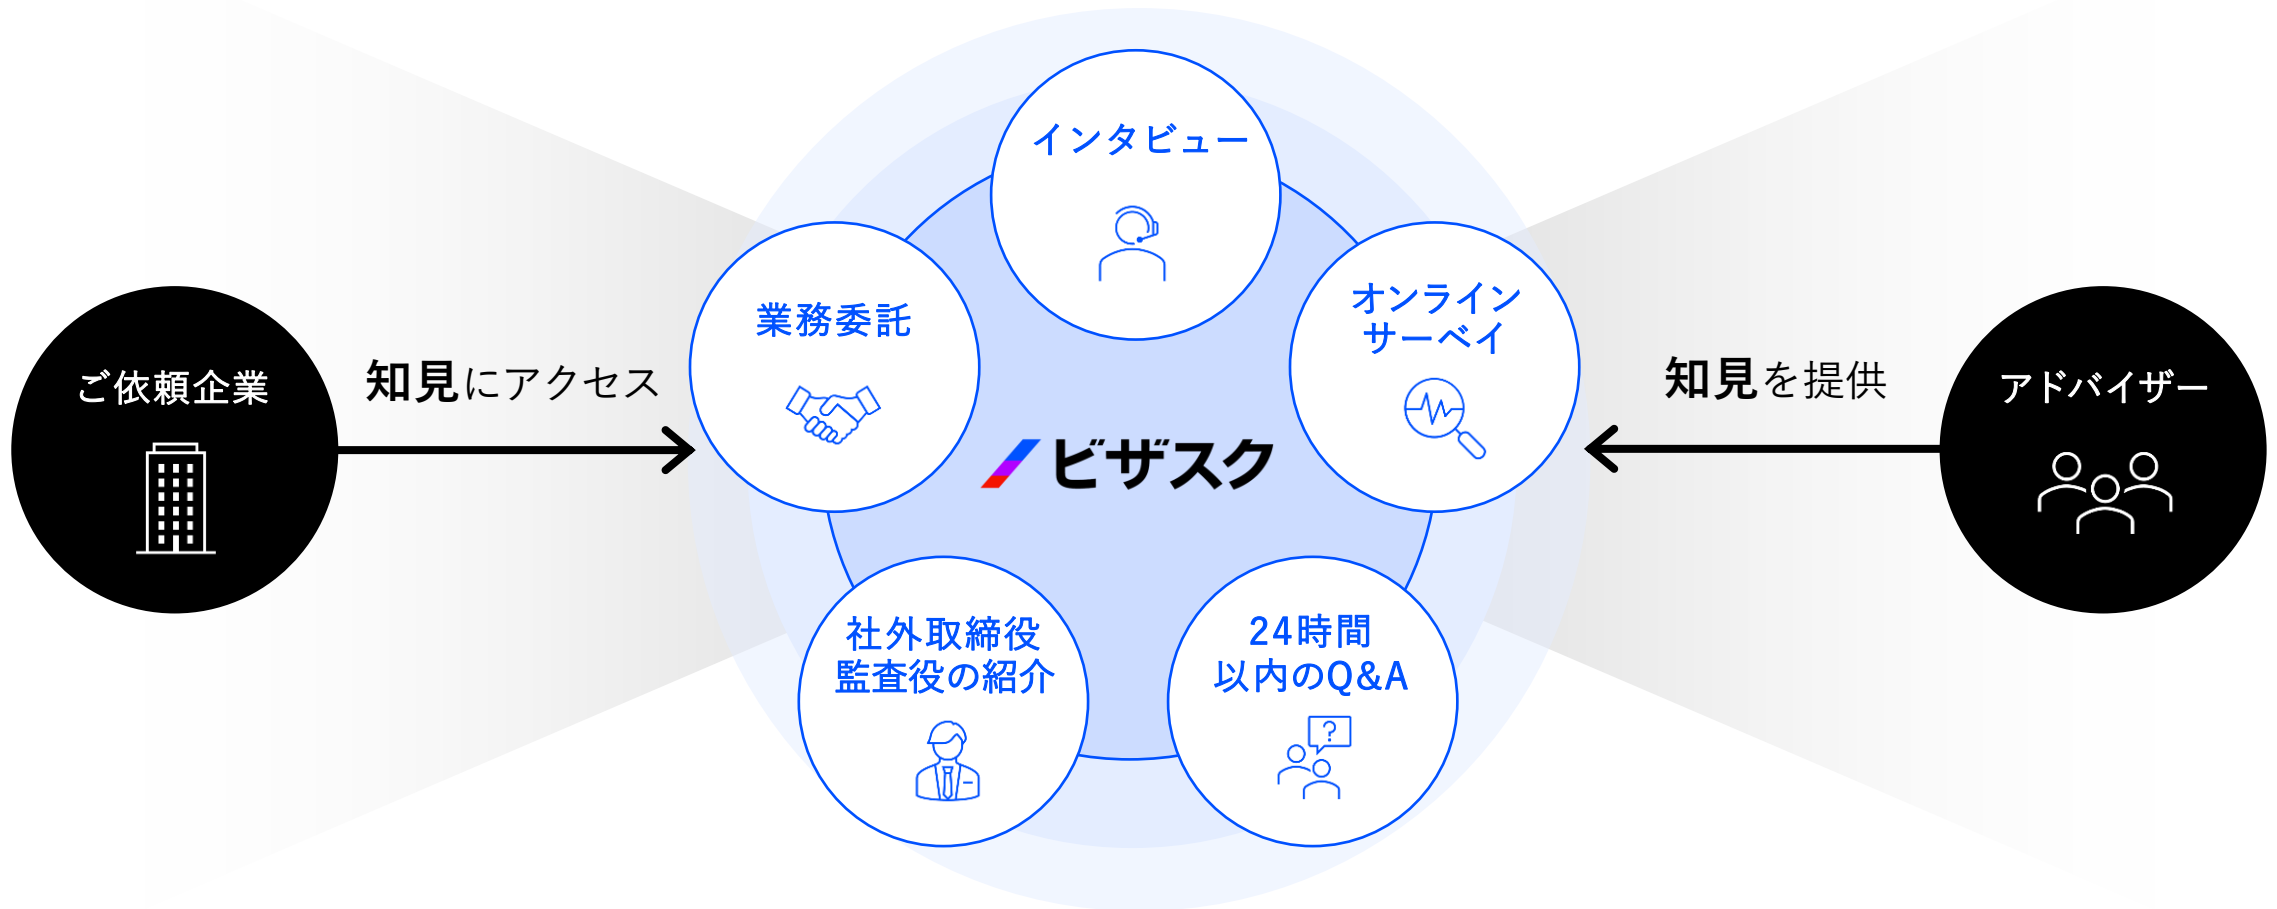 インタビュー
業務委託
オンライン
サーベイ
ご依頼企業
知見にアクセス
知見を提供
アドバイザー
ビザスク
社外取締役
監査役の紹介
24時間
以内のQ&A
?